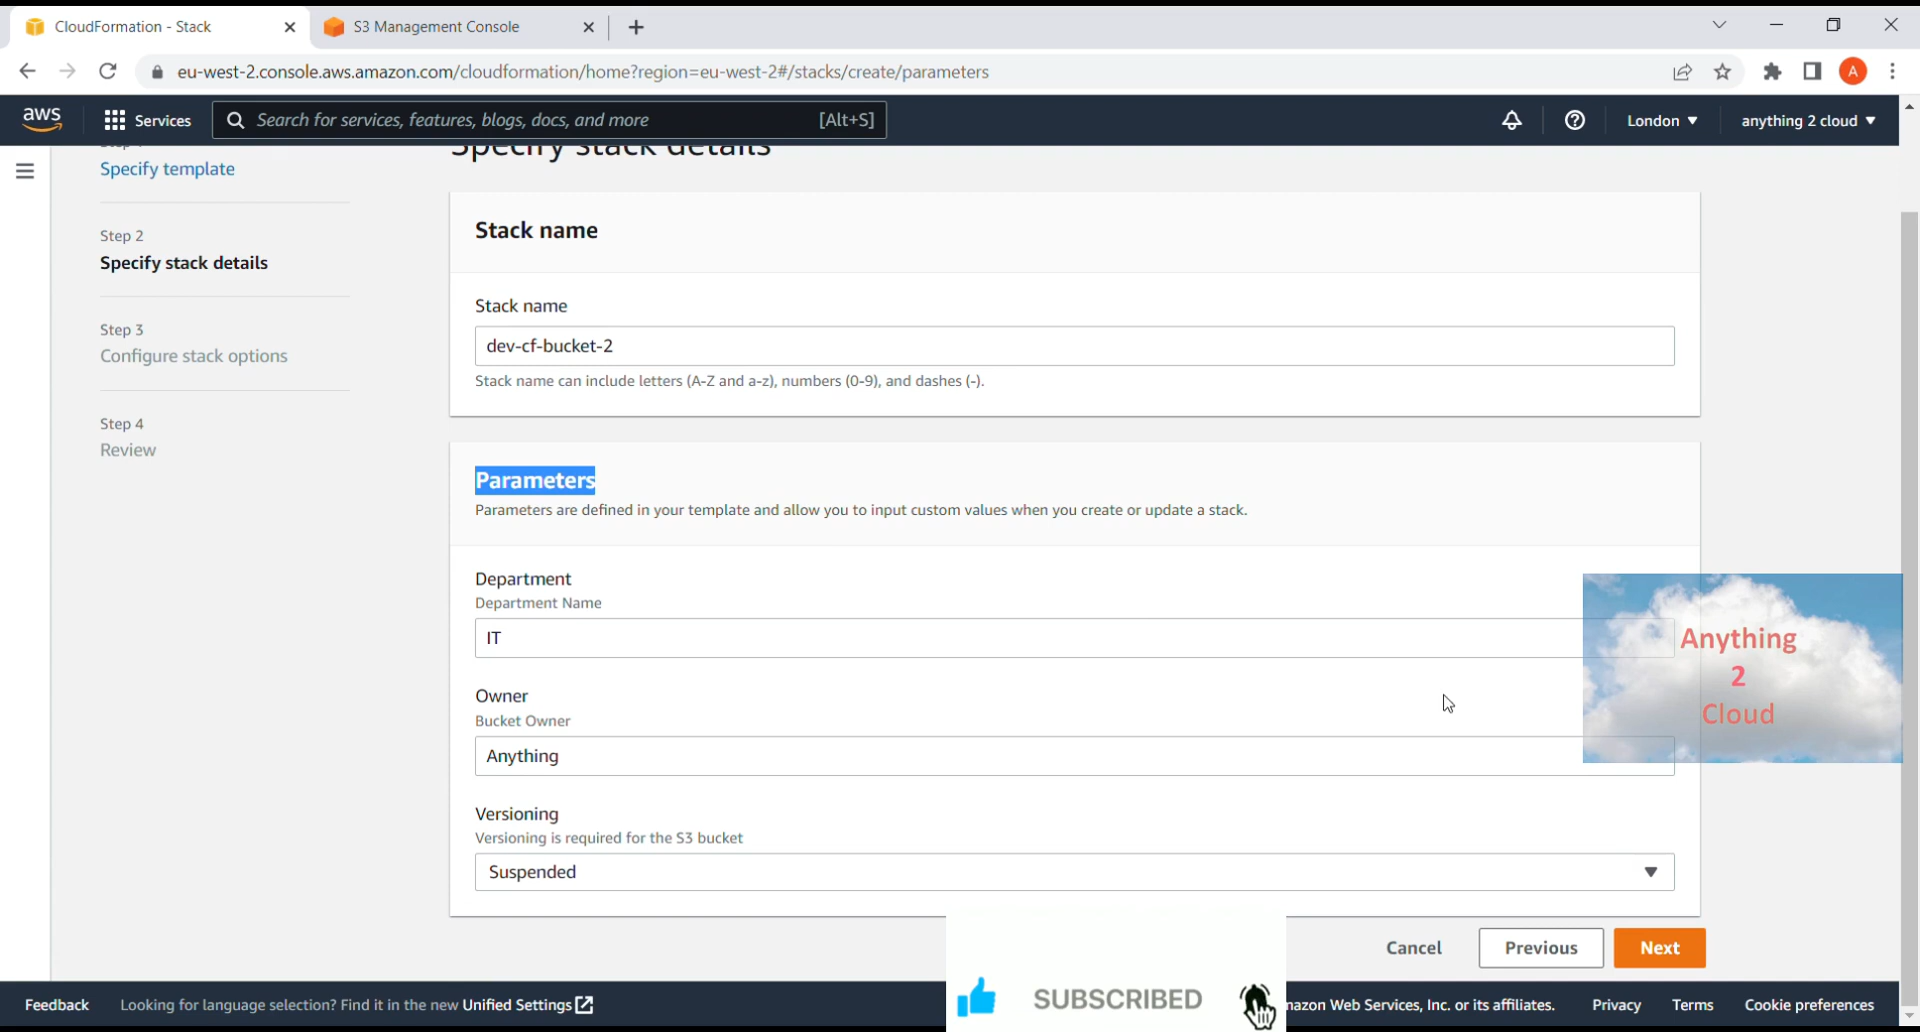 CloudFormation - Stack
S3 Management Console
eu-west-2.console.aws.amazon.com/cloudformation/home?region=eu-west-2#/stacks/create/parameters
A
aws
Services
Search for services, features, blogs, docs, and more
[Alt+S]
London
anything 2 cloud
Specify stack details
Specify template
Step 2
Specify stack details
Step 3
Configure stack options
Step 4
Review
Stack name
Stack name
dev-cf-bucket-2
Stack name can include letters (A-Z and a-z), numbers (0-9), and dashes (-).
Parameters
Parameters are defined in your template and allow you to input custom values when you create or update a stack.
Department
Department Name
IT
Owner
Bucket Owner
Anything
Versioning
Versioning is required for the S3 bucket
Suspended
Anything
2
Cloud
Cancel
Previous
Next
Feedback
Looking for language selection? Find it in the new Unified Settings
SUBSCRIBED
mazon Web Services, Inc. or its affiliates.
Privacy
Terms
Cookie preferences